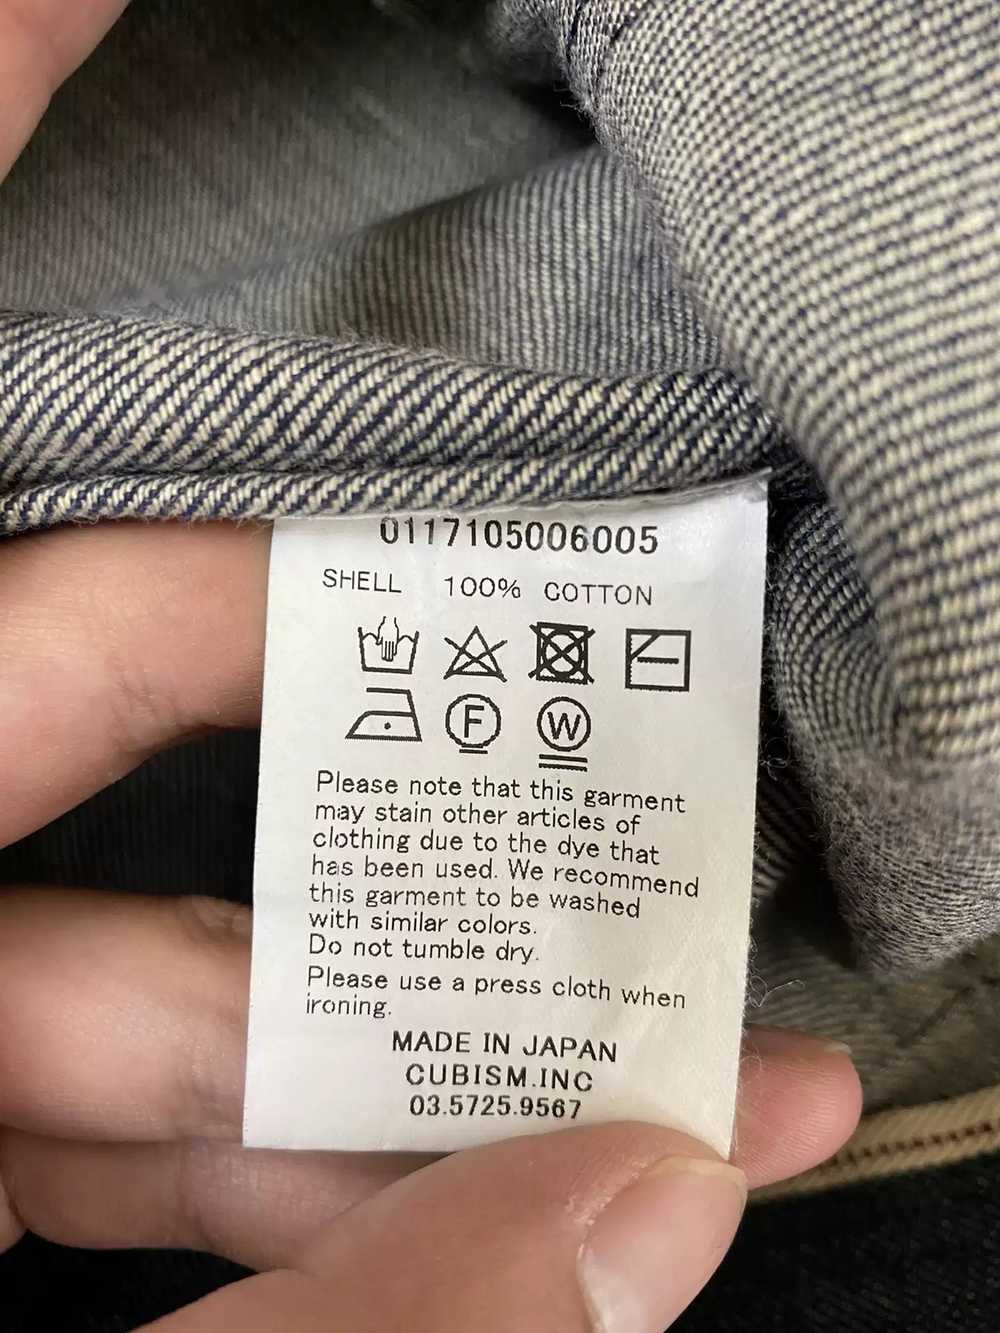 0117105006005
SHELL 100% COTTON
F W
Please note that this garment
may stain other articles of
clothing due to the dye that
has been used. We recommend
this garment to be washed
with similar colors.
Do not tumble dry.
Please use a press cloth when
ironing.
MADE IN JAPAN
CUBISM.INC
03.5725.9567